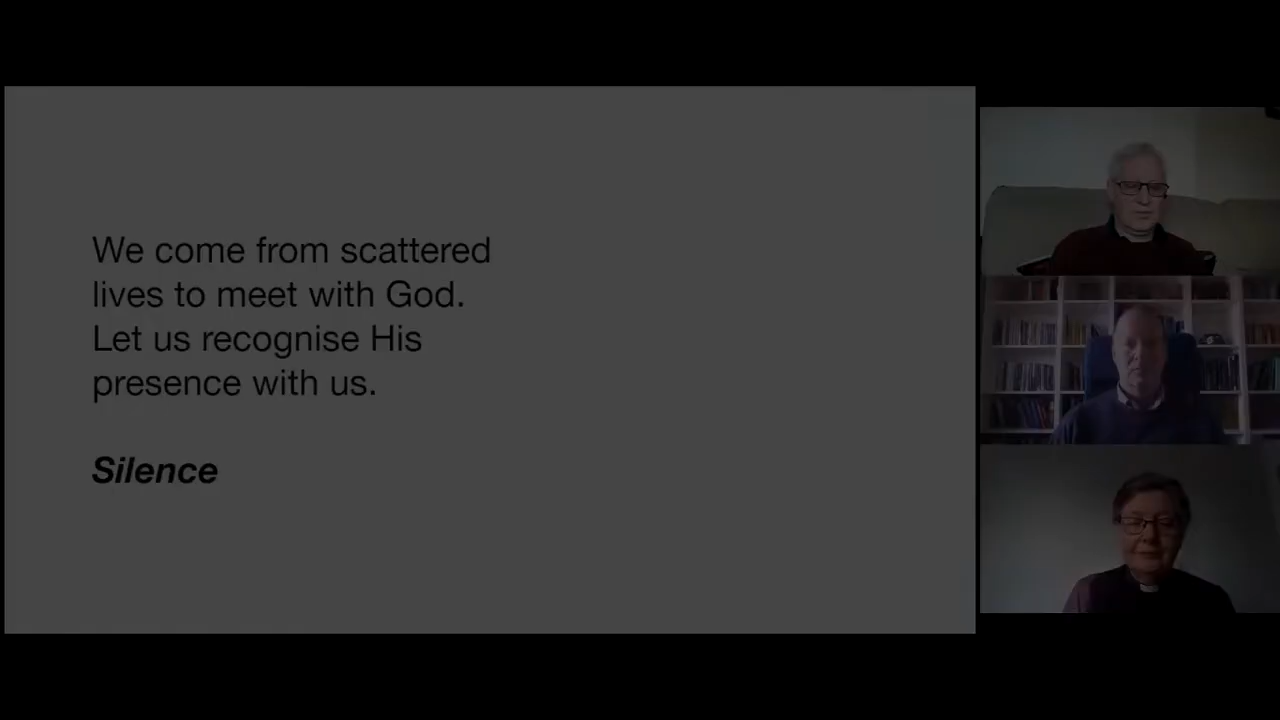 We come from scattered
lives to meet with God.
Let us recognise His
presence with us.
Silence